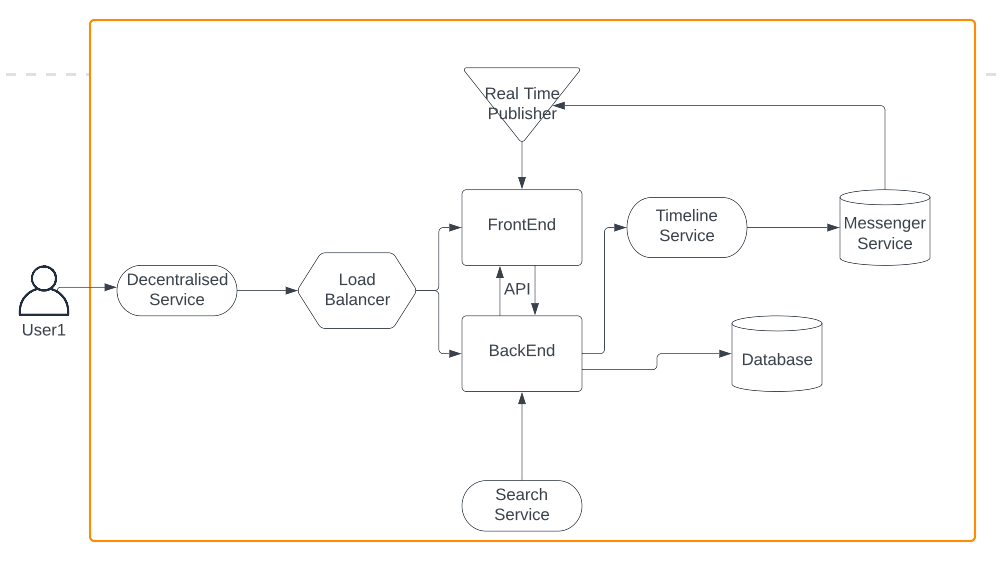 Real Time
Publisher
FrontEnd
Timeline
Service
Messenger
Service
Decentralised
Service
Load
Balancer
API
User1
BackEnd
Database
Search
Service